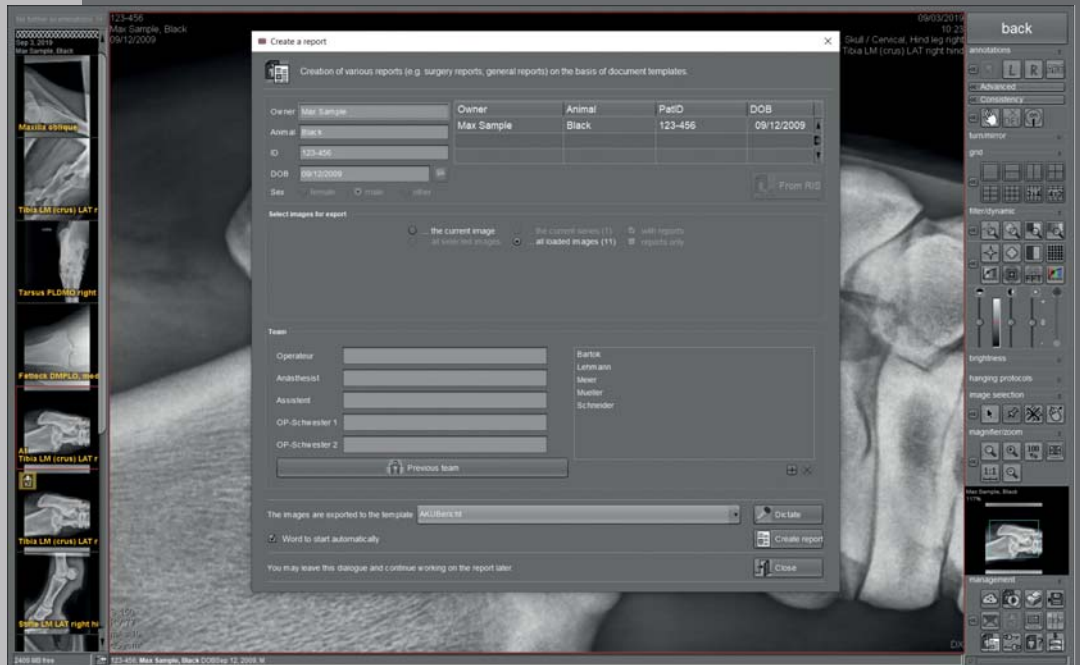 Sep 3, 2019
Max Sample, Black
Maxilla oblique
Tibia LM (crus) LAT r
Tarsus PLDMO right
Tibia LM (crus) LAT r
Tibia LM (crus) LAT r
LM LAT right hi
2409 MB free
123-456
Max Sample, Black
09/12/2009
09/03/2019
10:23
Skull / Cervical, Hind leg right
Tibia LM (crus) LAT right hind
Create a report
Creation of various reports (e.g. surgery reports, general reports) on the basis of document templates.
Owner Max Sample
Animal Black
ID 123-456
DOB 09/12/2009
Sex female male other
Owner Animal PatID DOB
Max Sample Black 123-456 09/12/2009
From RIS
Select images for export
... the current image ... the current series (1) with reports
... all selected images ... all loaded images (11) reports only
Team
Operateur
Anästhesist
Assistent
OP-Schwester 1
OP-Schwester 2
Previous team
Bartok
Lehmann
Meier
Mueller
Schneider
The images are exported to the template AKUBericht
Dictate
Word to start automatically
Create report
You may leave this dialogue and continue working on the report later.
Close
DX
123-456, Max Sample, Black DOB Sep 12, 2009, M
back
annotations
L R
Advanced
Consistency
turn/mirror
grid
filter/dynamic
FFT
brightness
hanging protocols
image selection
magnifier/zoom
100 %
1:1
Max Sample, Black
117%
management